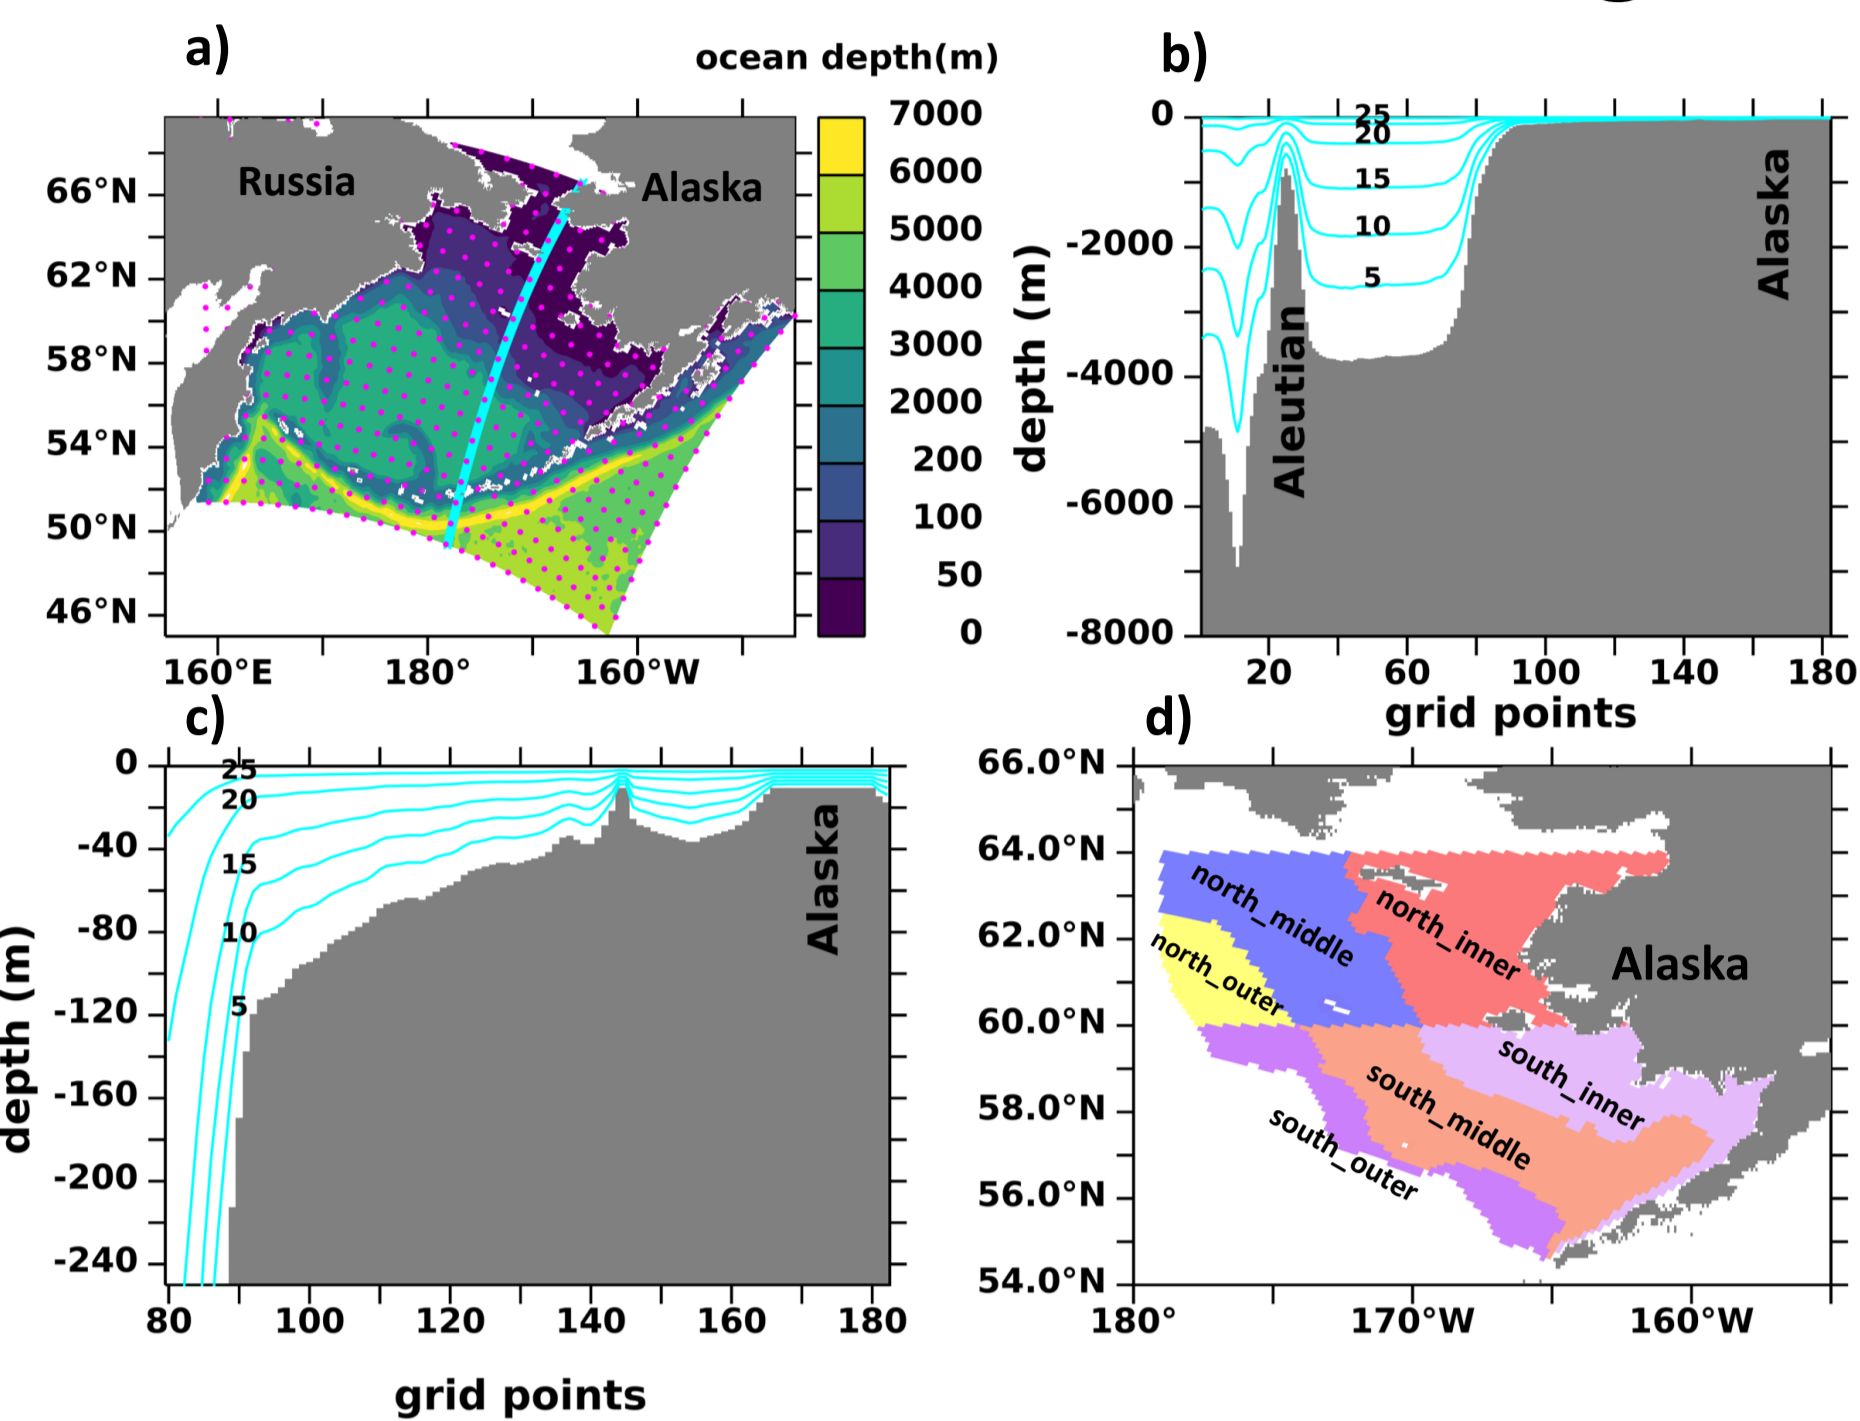 a)
ocean depth(m)
Russia
Alaska
66°N
62°N
58°N
54°N
50°N
46°N
160°E
180°
160°W
7000
6000
5000
4000
3000
2000
200
100
50
0
b)
depth (m)
0
-2000
-4000
-6000
-8000
25
20
15
10
5
Aleutian
Alaska
20
60
100
140
180
grid points
c)
depth (m)
0
-40
-80
-120
-160
-200
-240
25
20
15
10
5
Alaska
80
100
120
140
160
180
grid points
d)
66.0°N
64.0°N
62.0°N
60.0°N
58.0°N
56.0°N
54.0°N
north_middle
north_inner
north_outer
Alaska
south_inner
south_middle
south_outer
180°
170°W
160°W